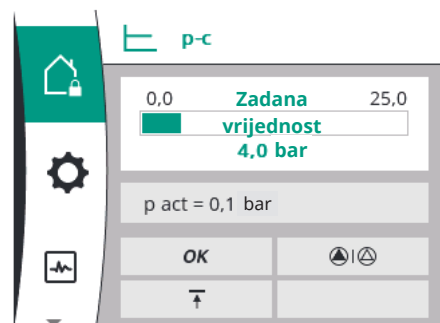 p-c
0,0 Zadana 25,0
vrijednost
4,0 bar
p act = 0,1 bar
OK